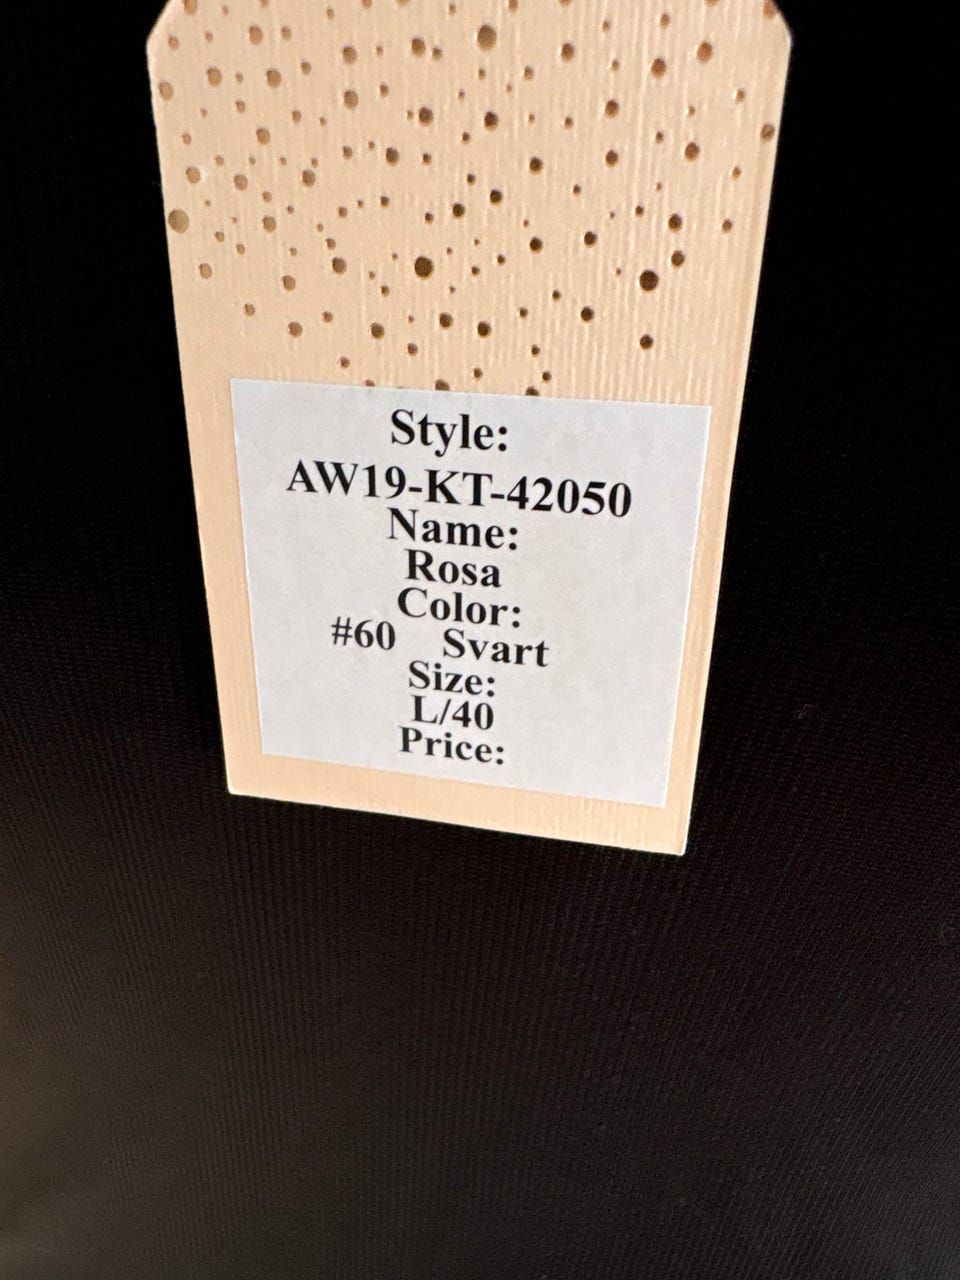 Style:
AW19-KT-42050
Name:
Rosa
Color:
#60 Svart
Size:
L/40
Price: